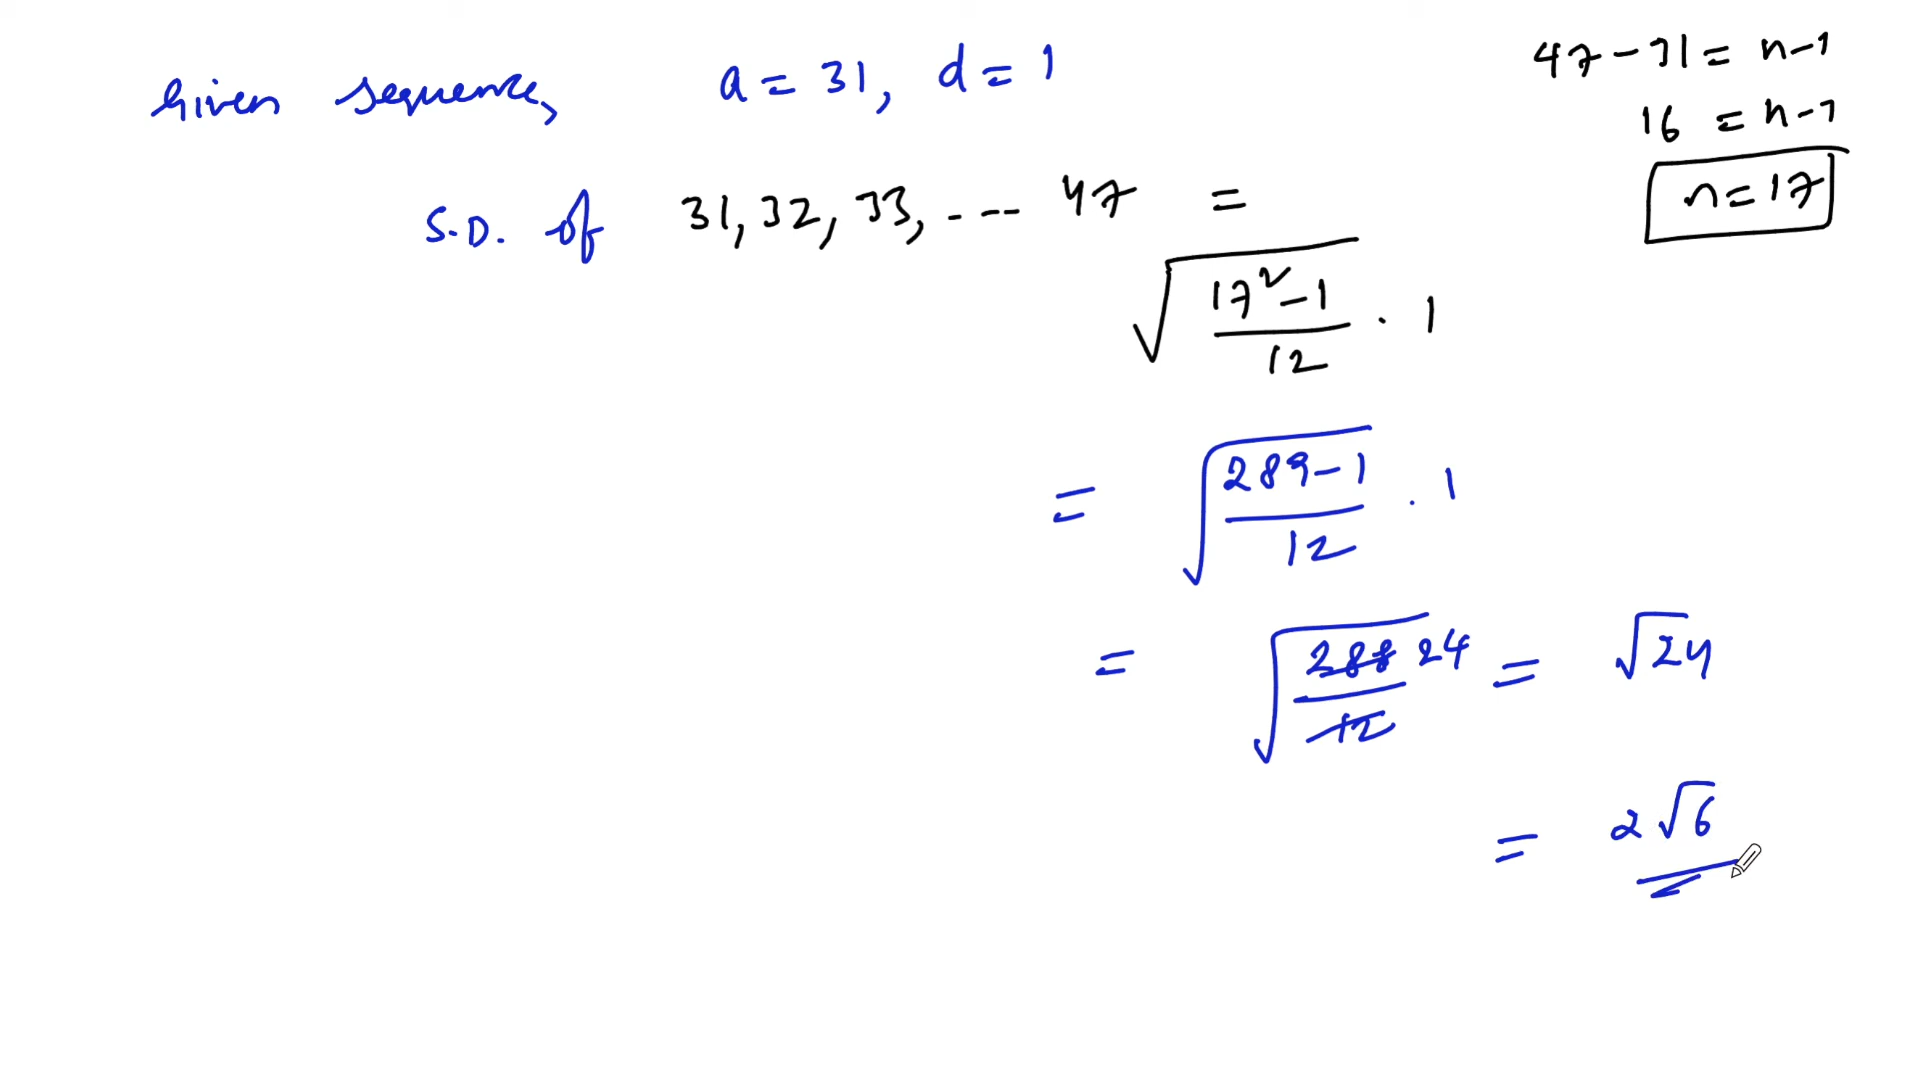 Given sequence, a = 31, d = 1
47 - 31 = n - 1
16 = n - 1
n = 17
S.D. of 31, 32, 33, ---- 47 =
√((17² - 1)/12) · 1
= √((289 - 1)/12) · 1
= √(288/12) 24 = √24
= 2√6